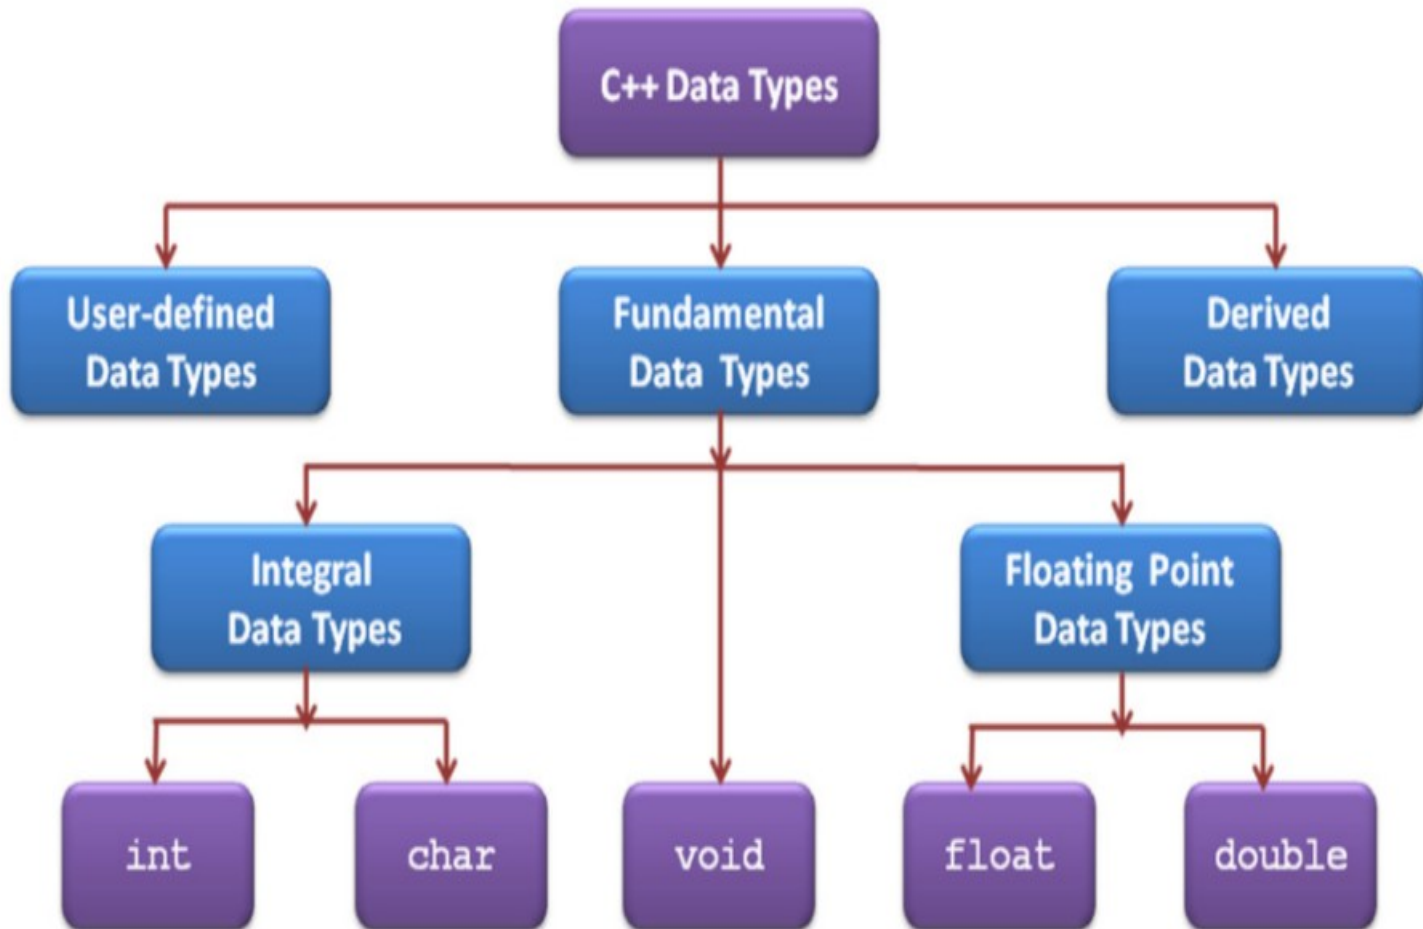 C++ Data Types
User-defined
Data Types
Fundamental
Data Types
Derived
Data Types
Integral
Data Types
Floating Point
Data Types
int
char
void
float
double